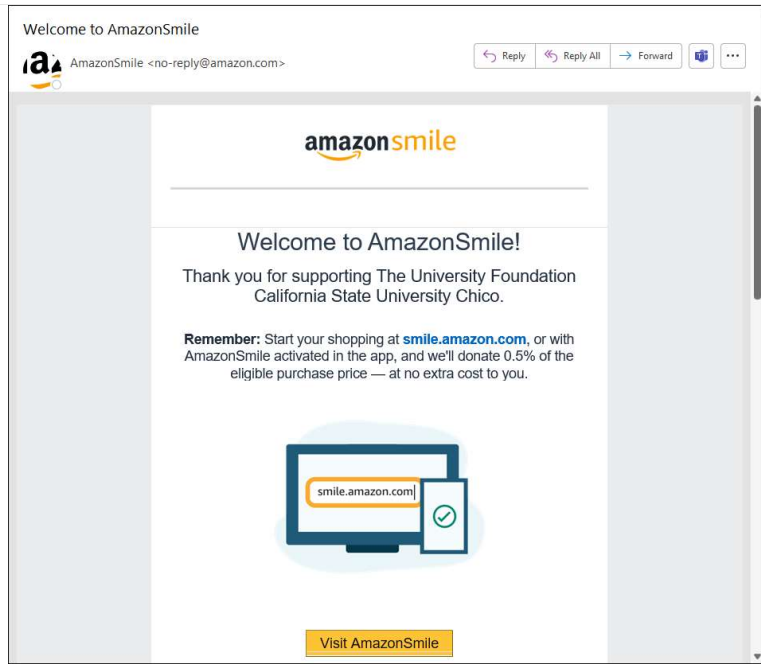 Welcome to AmazonSmile
a
AmazonSmile <no-reply@amazon.com>
Reply
Reply All
Forward
amazonsmile
Welcome to AmazonSmile!
Thank you for supporting The University Foundation
California State University Chico.
Remember: Start your shopping at smile.amazon.com, or with
AmazonSmile activated in the app, and we'll donate 0.5% of the
eligible purchase price — at no extra cost to you.
smile.amazon.com
Visit AmazonSmile